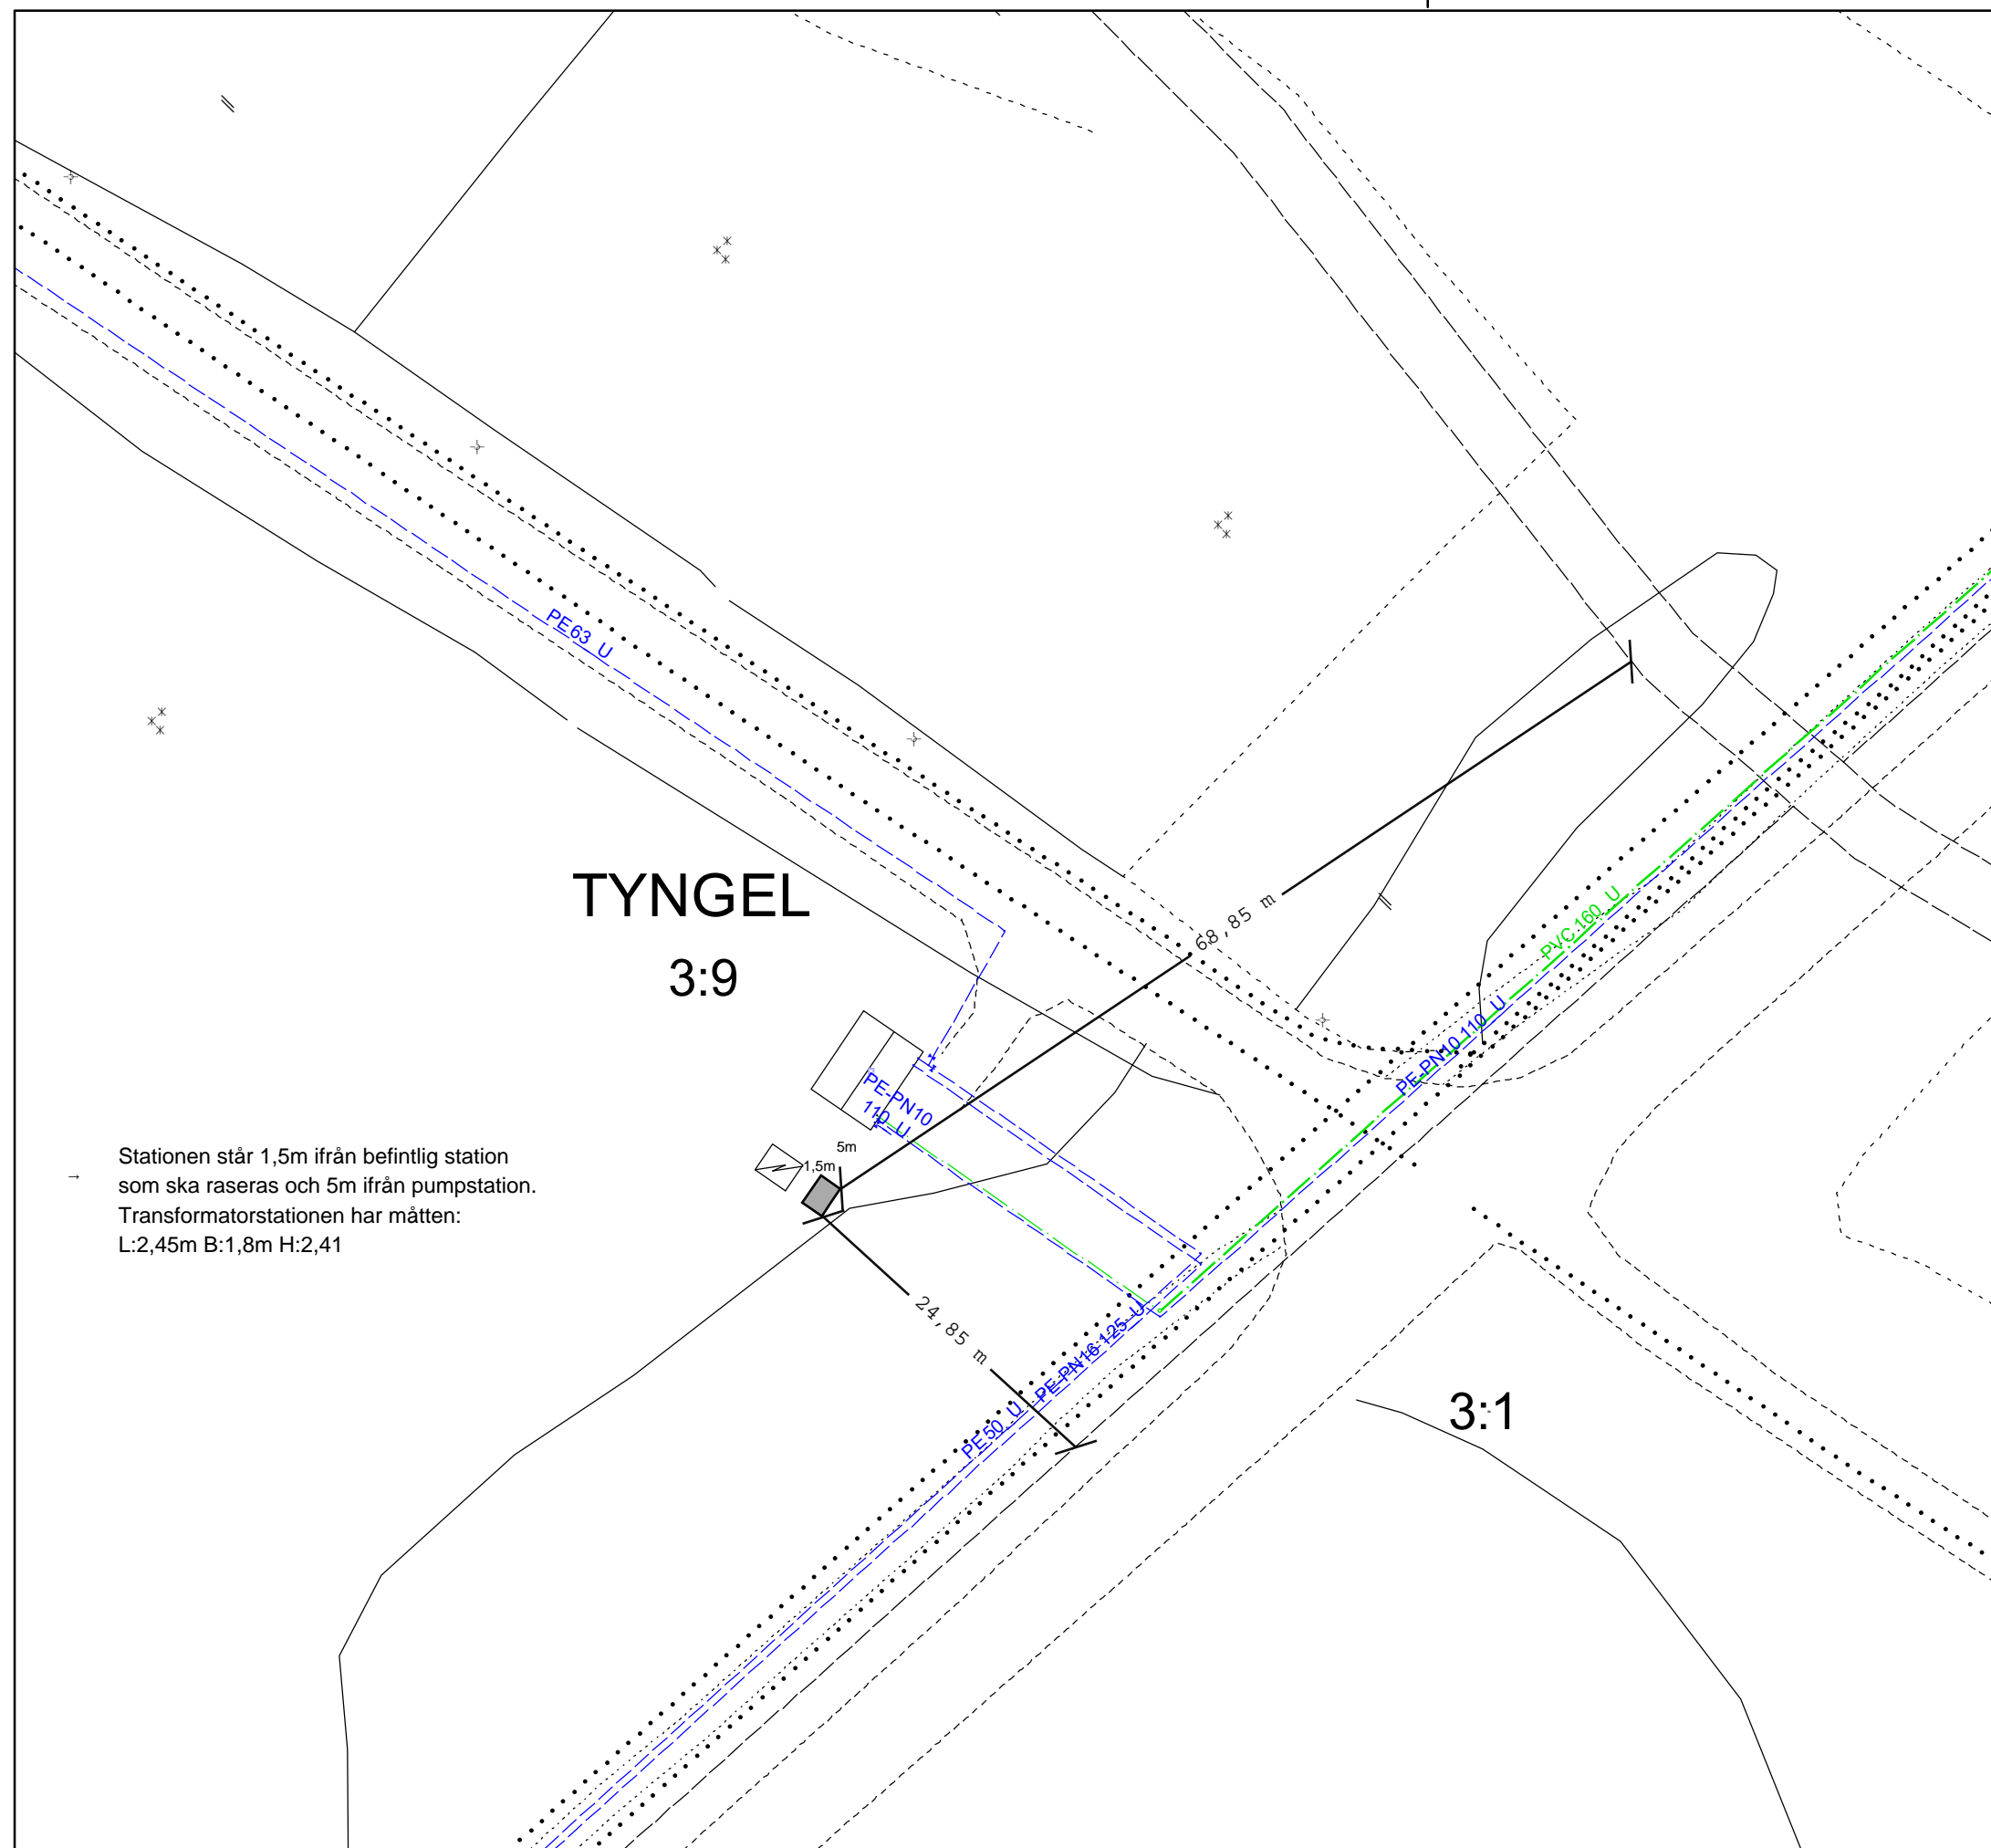 PE63 U
TYNGEL
3:9
68,85 m
PVC 160 U
PE-PN10 110 U
PE-PN10
110 U
5m
1,5m
Stationen står 1,5m ifrån befintlig station
som ska raseras och 5m ifrån pumpstation.
Transformatorstationen har måtten:
L:2,45m B:1,8m H:2,41
24,85 m
PE-PN16 125 U
PE50 U
3:1